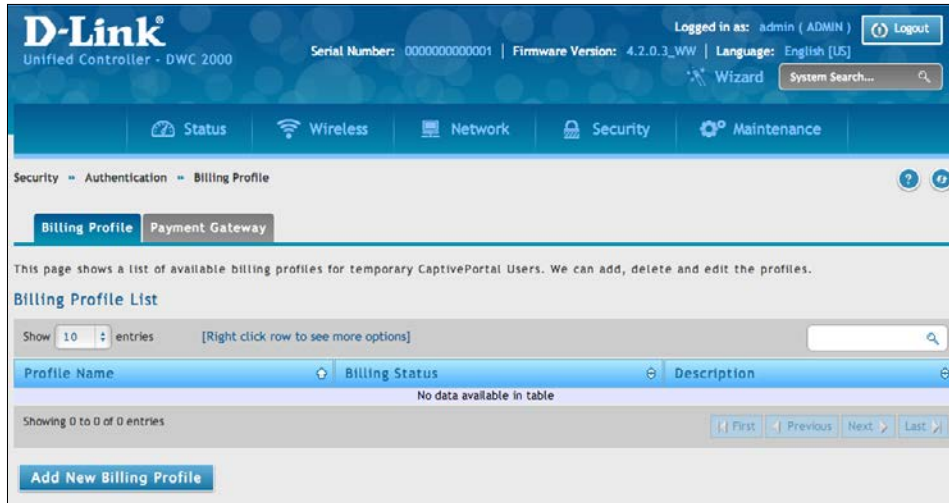 D-Link®
Unified Controller - DWC 2000
Logged in as: admin ( ADMIN )
Logout
Serial Number: 0000000000001 | Firmware Version: 4.2.0.3_WW | Language: English [US]
Wizard
System Search...
Status
Wireless
Network
Security
Maintenance
Security » Authentication » Billing Profile
?
Billing Profile
Payment Gateway
This page shows a list of available billing profiles for temporary CaptivePortal Users. We can add, delete and edit the profiles.
Billing Profile List
Show 10 entries
[Right click row to see more options]
Profile Name
Billing Status
Description
No data available in table
Showing 0 to 0 of 0 entries
First
Previous
Next
Last
Add New Billing Profile